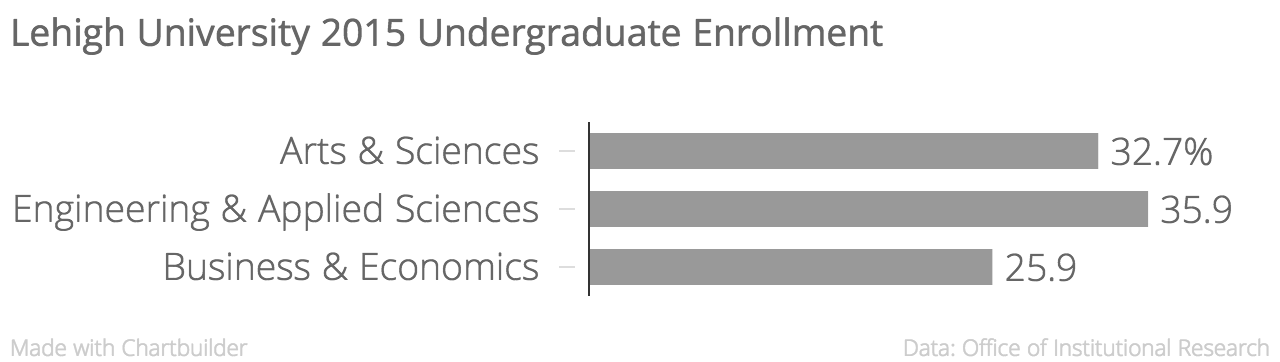 Lehigh University 2015 Undergraduate Enrollment
Arts & Sciences 32.7%
Engineering & Applied Sciences 35.9
Business & Economics 25.9
Made with Chartbuilder Data: Office of Institutional Research